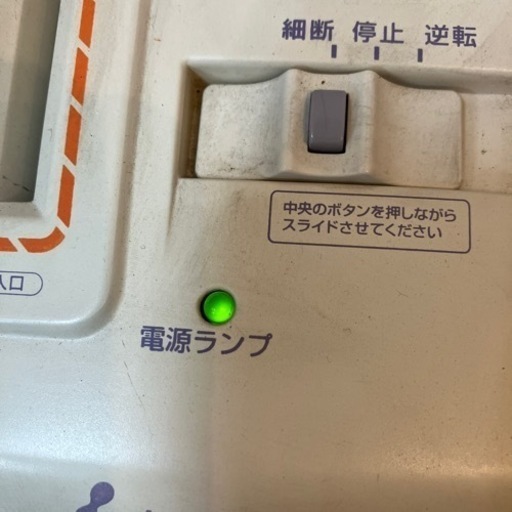 細断 停止 逆転
中央のボタンを押しながら
スライドさせてください
入口
電源ランプ